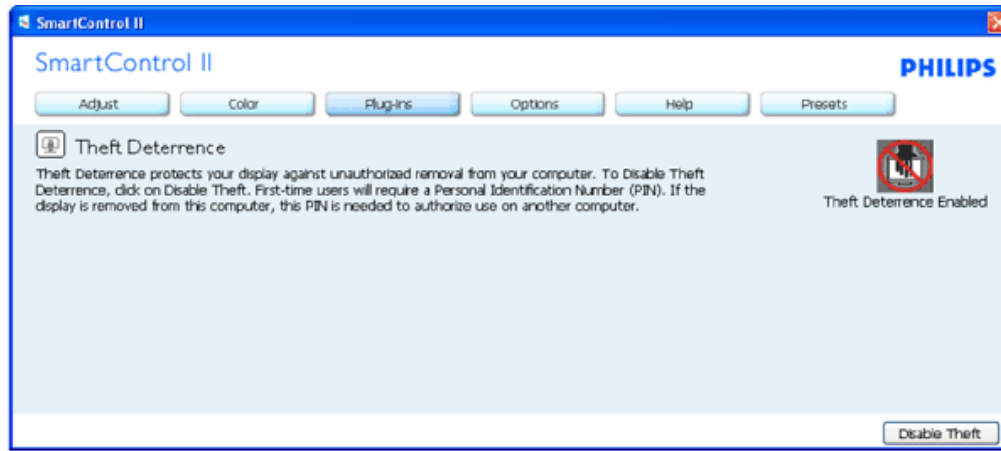 SmartControl II
SmartControl II
PHILIPS
Adjust
Color
Plug-Ins
Options
Help
Presets
Theft Deterrence
Theft Deterrence protects your display against unauthorized removal from your computer. To Disable Theft
Deterrence, click on Disable Theft. First-time users will require a Personal Identification Number (PIN). If the
display is removed from this computer, this PIN is needed to authorize use on another computer.
Theft Deterrence Enabled
Disable Theft